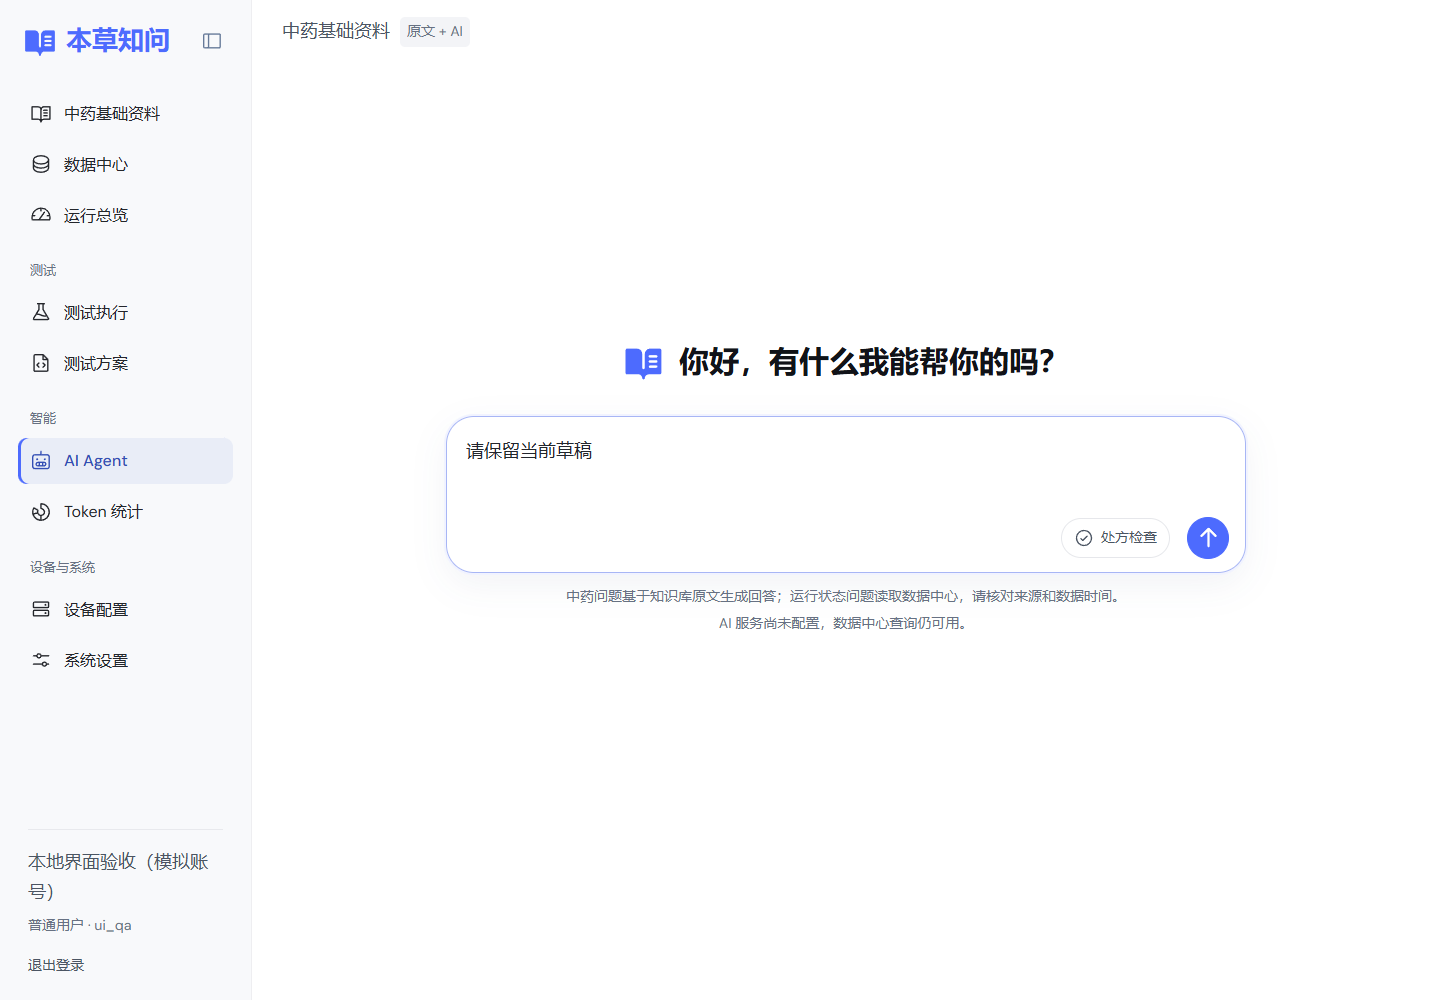 本草知问
中药基础资料
数据中心
运行总览
测试
测试执行
测试方案
智能
AI Agent
Token 统计
设备与系统
设备配置
系统设置
本地界面验收（模拟账
号）
普通用户 · ui_qa
退出登录
中药基础资料 原文 + AI
你好，有什么我能帮你的吗？
请保留当前草稿
处方检查
中药问题基于知识库原文生成回答；运行状态问题读取数据中心，请核对来源和数据时间。
AI 服务尚未配置，数据中心查询仍可用。